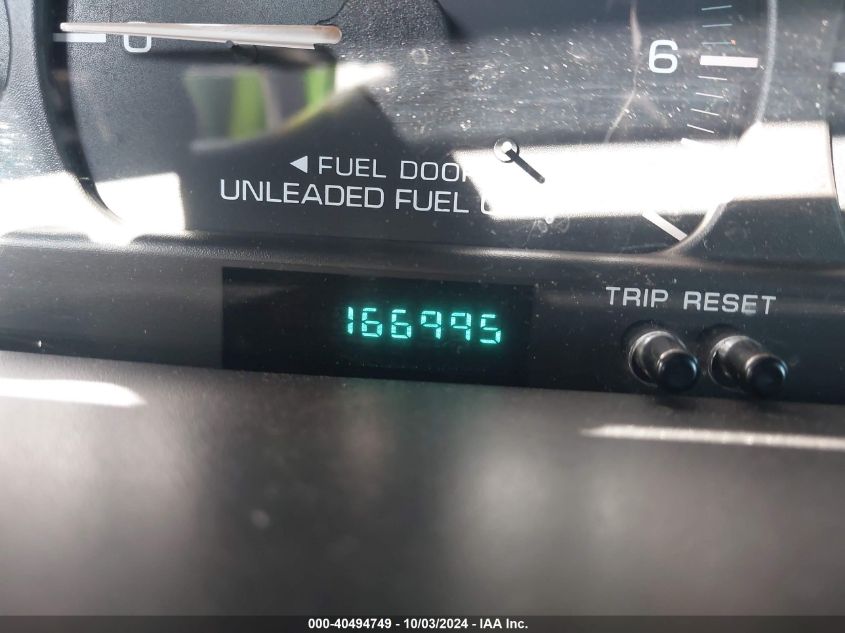 0
6
◀ FUEL DOOR
UNLEADED FUEL
166995
TRIP RESET
000-40494749 - 10/03/2024 - IAA Inc.